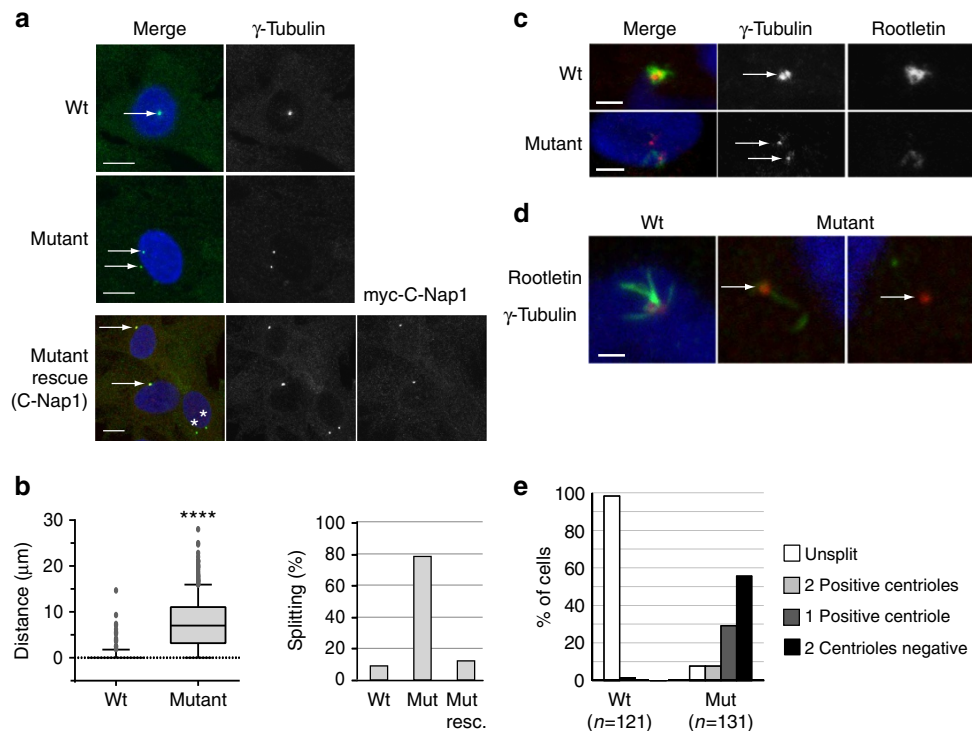 a
Merge
γ-Tubulin
Wt
Mutant
myc-C-Nap1
Mutant
rescue
(C-Nap1)
*
*
b
Distance (μm)
30
20
10
0
****
Wt
Mutant
Splitting (%)
100
80
60
40
20
0
Wt
Mut
Mut
resc.
c
Merge
γ-Tubulin
Rootletin
Wt
Mutant
d
Wt
Mutant
Rootletin
γ-Tubulin
e
% of cells
100
80
60
40
20
Wt
(n=121)
Mut
(n=131)
Unsplit
2 Positive centrioles
1 Positive centriole
2 Centrioles negative